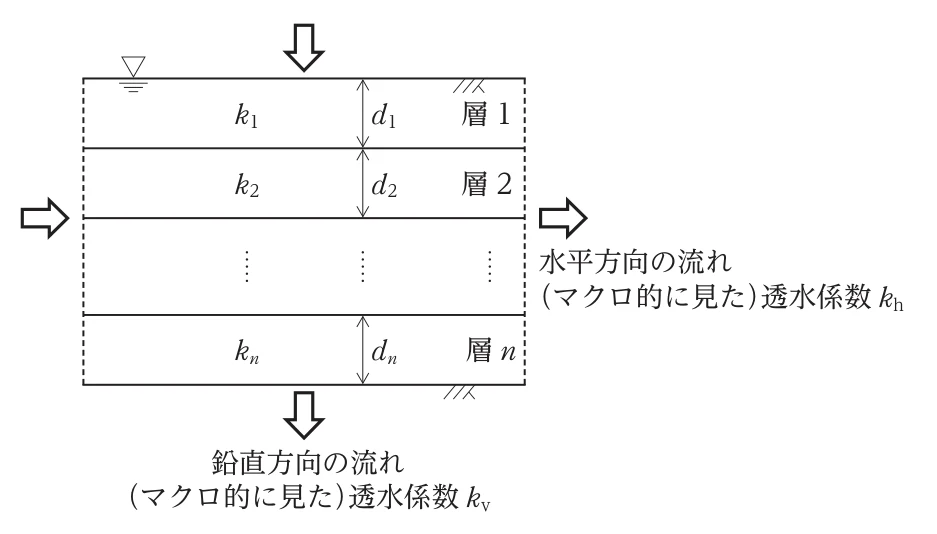 k1 d1 層 1
k2 d2 層 2
⋮ ⋮ ⋮
水平方向の流れ
(マクロ的に見た)透水係数 kh
kn dn 層 n
鉛直方向の流れ
(マクロ的に見た)透水係数 kv